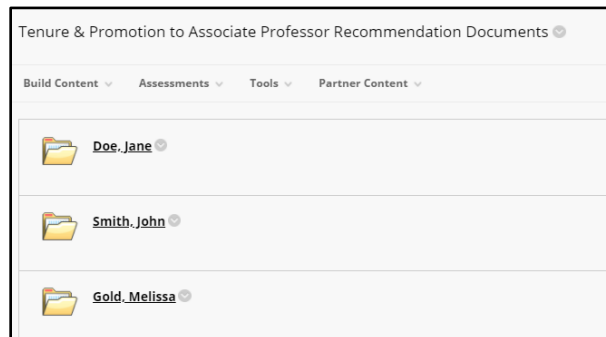 Tenure & Promotion to Associate Professor Recommendation Documents
Build Content Assessments Tools Partner Content
Doe, Jane
Smith, John
Gold, Melissa